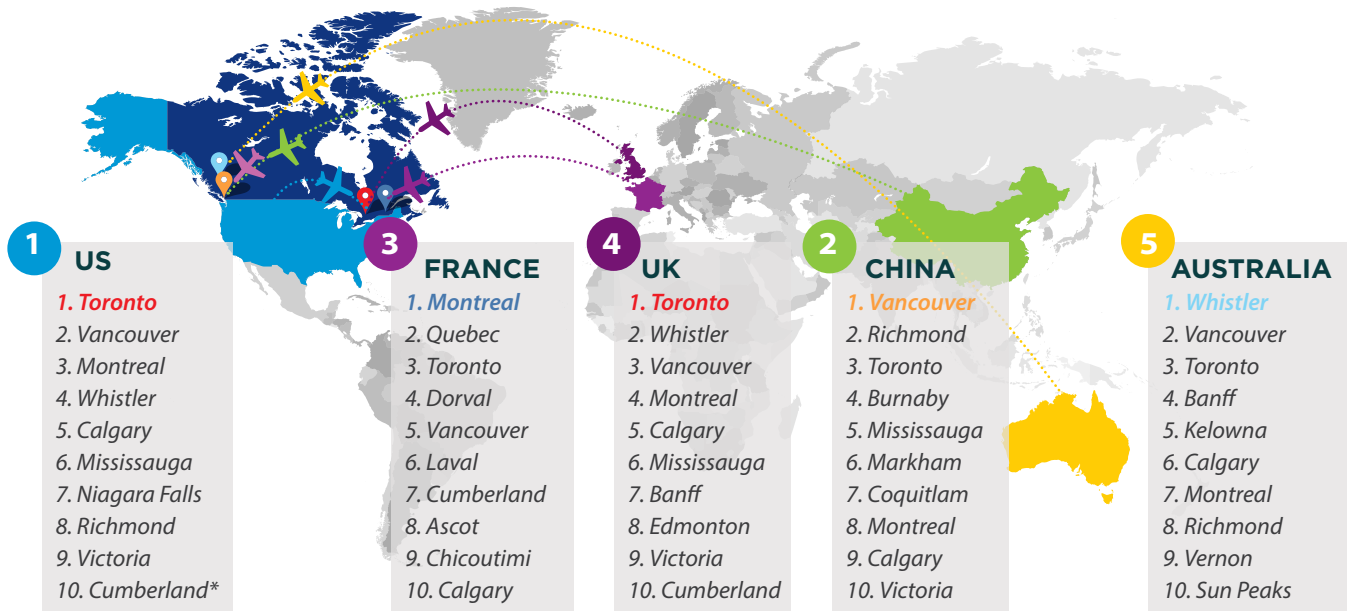 1
US
1. Toronto
2. Vancouver
3. Montreal
4. Whistler
5. Calgary
6. Mississauga
7. Niagara Falls
8. Richmond
9. Victoria
10. Cumberland*
3
FRANCE
1. Montreal
2. Quebec
3. Toronto
4. Dorval
5. Vancouver
6. Laval
7. Cumberland
8. Ascot
9. Chicoutimi
10. Calgary
4
UK
1. Toronto
2. Whistler
3. Vancouver
4. Montreal
5. Calgary
6. Mississauga
7. Banff
8. Edmonton
9. Victoria
10. Cumberland
2
CHINA
1. Vancouver
2. Richmond
3. Toronto
4. Burnaby
5. Mississauga
6. Markham
7. Coquitlam
8. Montreal
9. Calgary
10. Victoria
5
AUSTRALIA
1. Whistler
2. Vancouver
3. Toronto
4. Banff
5. Kelowna
6. Calgary
7. Montreal
8. Richmond
9. Vernon
10. Sun Peaks